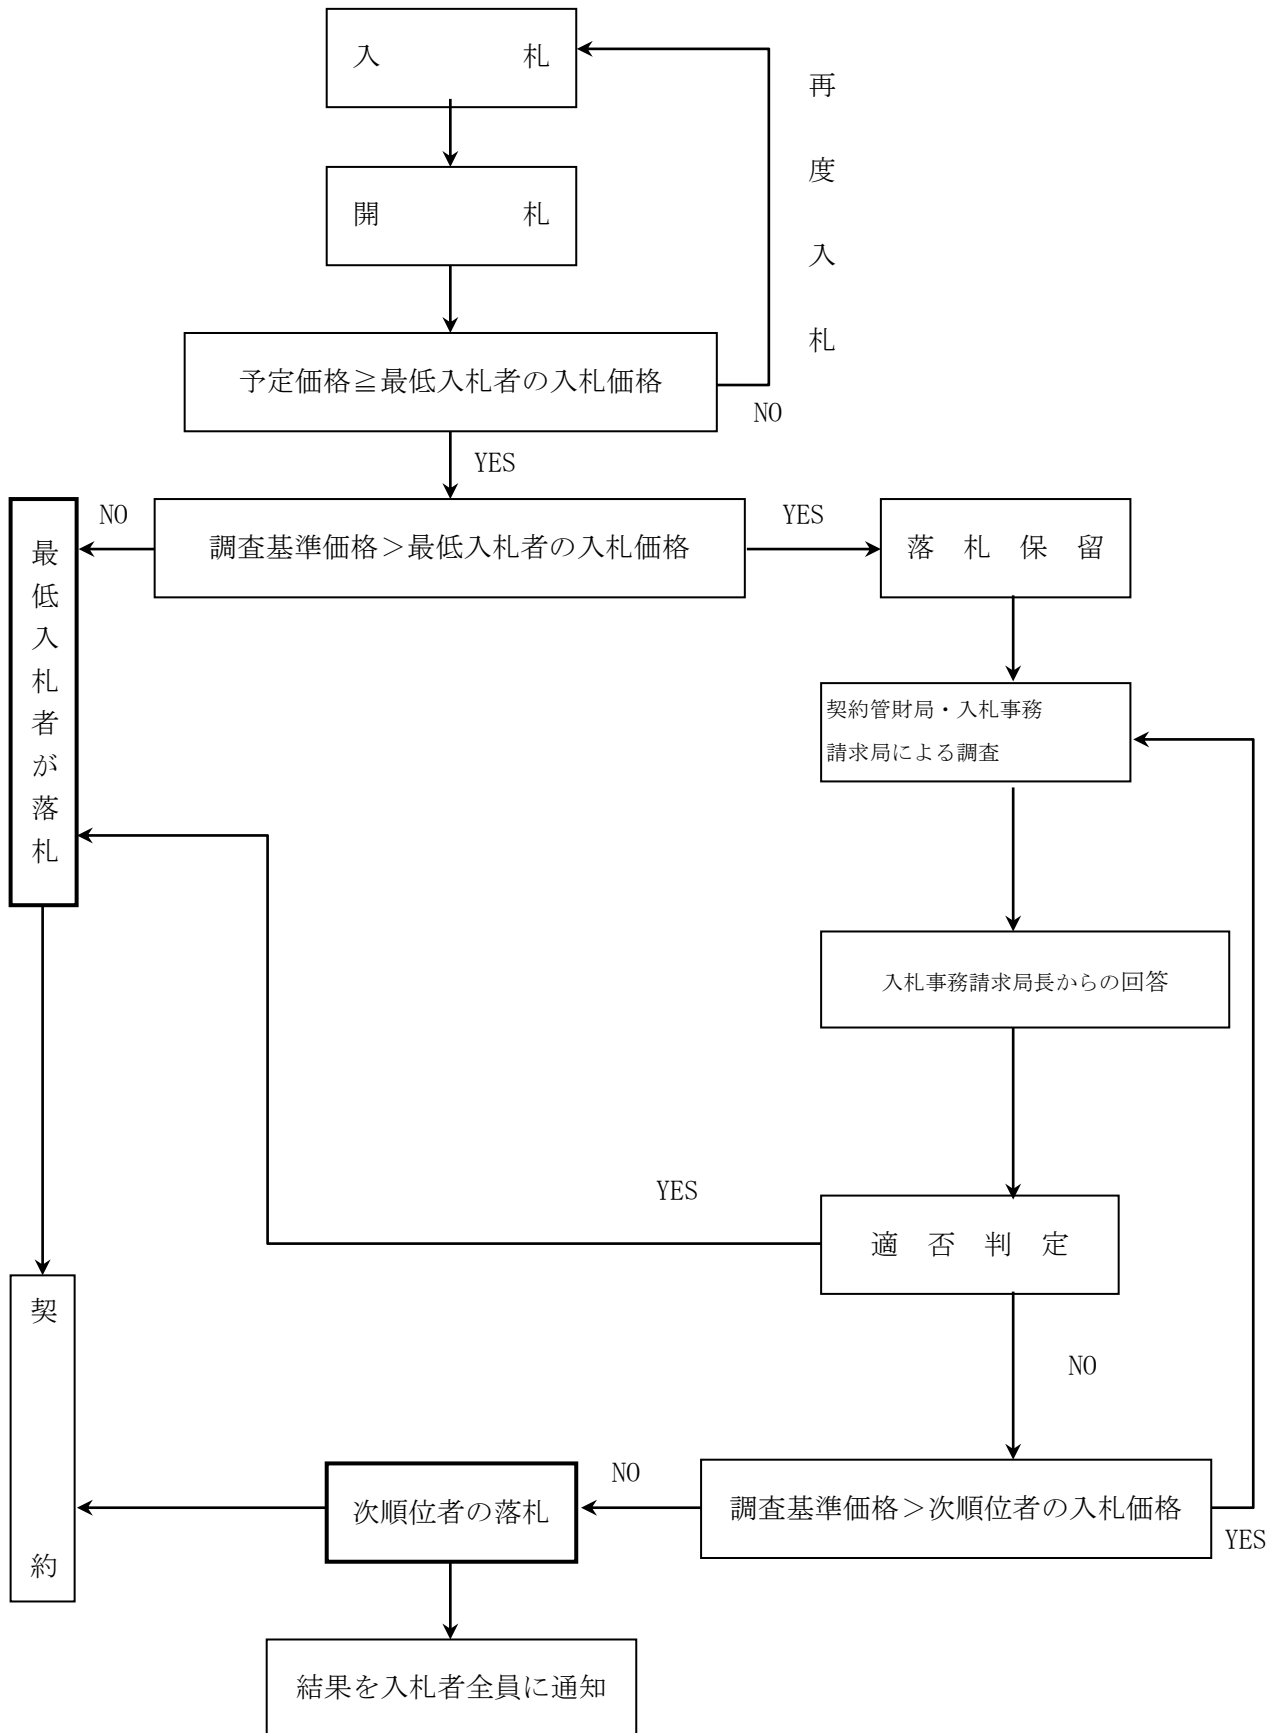 入札
再度入札
開札
予定価格≧最低入札者の入札価格
NO
YES
NO
調査基準価格＞最低入札者の入札価格
YES
落札保留
最低入札者が落札
契約管財局・入札事務
請求局による調査
入札事務請求局長からの回答
YES
適否判定
NO
契約
調査基準価格＞次順位者の入札価格
NO
次順位者の落札
YES
結果を入札者全員に通知